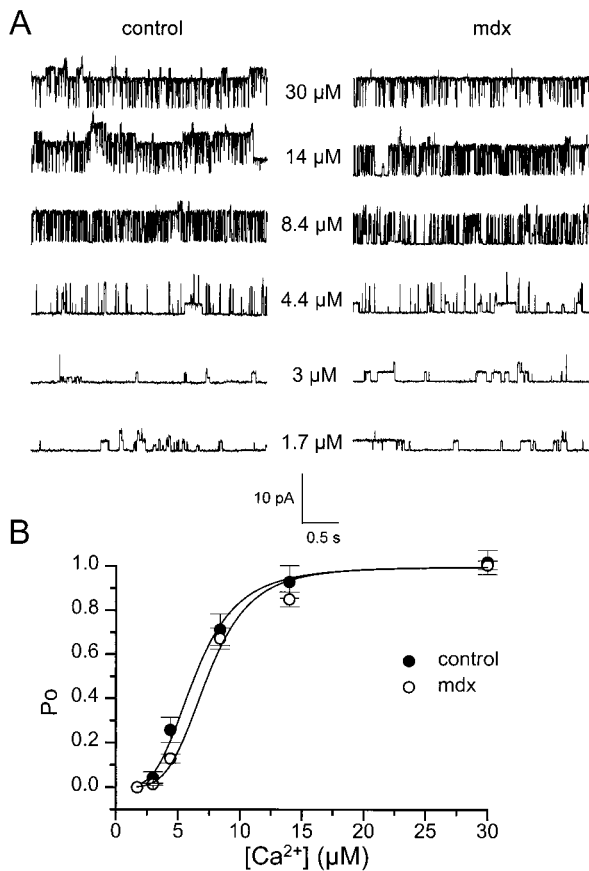 A
control
mdx
30 µM
14 µM
8.4 µM
4.4 µM
3 µM
1.7 µM
10 pA
0.5 s
B
1.0
0.8
0.6
0.4
0.2
0.0
Po
control
mdx
0 5 10 15 20 25 30
[Ca²⁺] (µM)